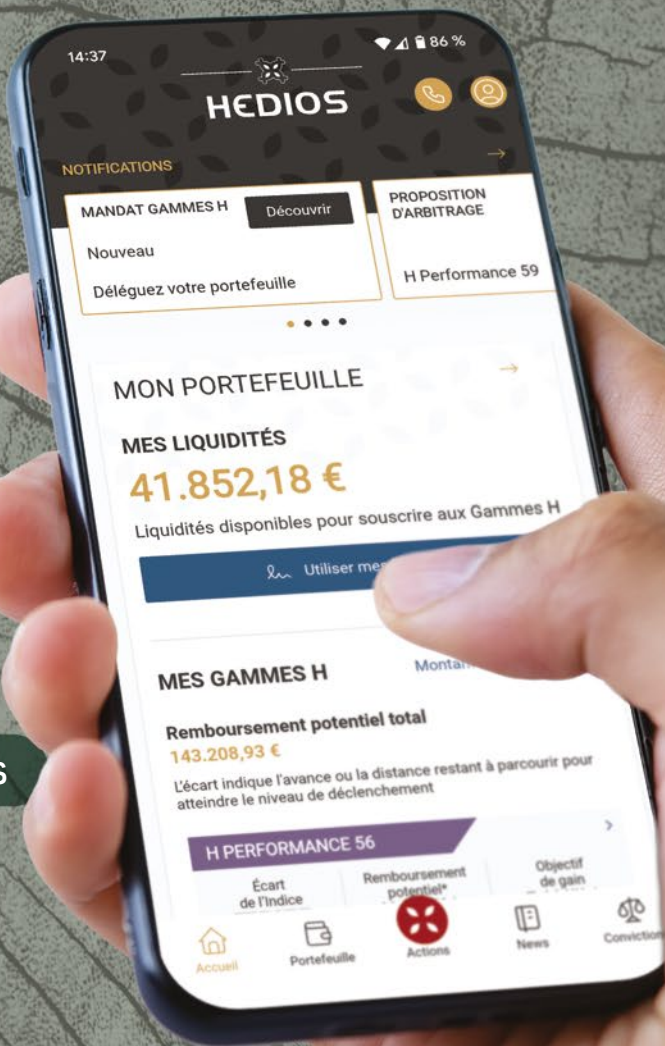 14:37
86 %
HEDIOS
NOTIFICATIONS
MANDAT GAMMES H
Découvrir
Nouveau
Déléguez votre portefeuille
PROPOSITION
D'ARBITRAGE
H Performance 59
MON PORTEFEUILLE
MES LIQUIDITÉS
41.852,18 €
Liquidités disponibles pour souscrire aux Gammes H
Utiliser mes
MES GAMMES H
Remboursement potentiel total
143.208,93 €
L'écart indique l'avance ou la distance restant à parcourir pour
atteindre le niveau de déclenchement
S
H PERFORMANCE 56
Écart
de l'Indice
Remboursement
potentiel*
Objectif
de gain
Accueil
Portefeuille
Actions
News